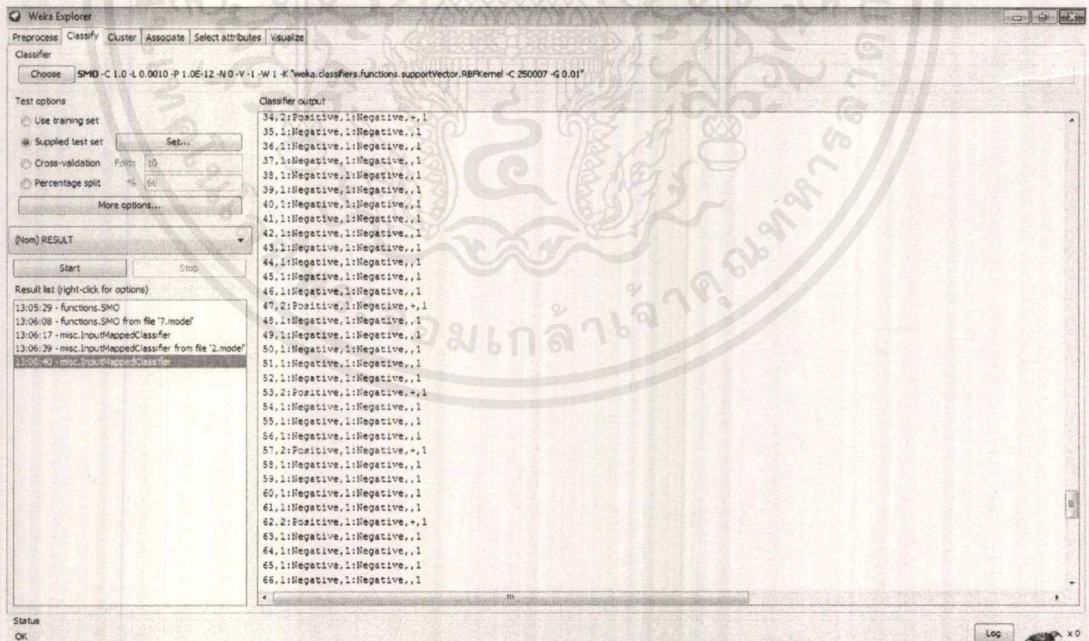 Weka Explorer
Preprocess Classify Cluster Associate Select attributes Visualize
Classifier
Choose SMO -C 1.0 -L 0.0010 -P 1.0E-12 -N 0 -V -1 -W 1 -K "weka.classifiers.functions.supportVector.RBFKernel -C 250007 -G 0.01"
Test options
Use training set
Supplied test set Set...
Cross-validation Folds 10
Percentage split % 66
More options...
(Nom) RESULT
Start Stop
Result list (right-click for options)
13:05:29 - functions.SMO
13:06:08 - functions.SMO from file '7.model'
13:06:17 - misc.InputMappedClassifier
13:06:39 - misc.InputMappedClassifier from file '2.model'
13:06:40 - misc.InputMappedClassifier
Classifier output
34,2:Positive,1:Negative,+,1
35,1:Negative,1:Negative,,1
36,1:Negative,1:Negative,,1
37,1:Negative,1:Negative,,1
38,1:Negative,1:Negative,,1
39,1:Negative,1:Negative,,1
40,1:Negative,1:Negative,,1
41,1:Negative,1:Negative,,1
42,1:Negative,1:Negative,,1
43,1:Negative,1:Negative,,1
44,1:Negative,1:Negative,,1
45,1:Negative,1:Negative,,1
46,1:Negative,1:Negative,,1
47,2:Positive,1:Negative,+,1
48,1:Negative,1:Negative,,1
49,1:Negative,1:Negative,,1
50,1:Negative,1:Negative,,1
51,1:Negative,1:Negative,,1
52,1:Negative,1:Negative,,1
53,2:Positive,1:Negative,+,1
54,1:Negative,1:Negative,,1
55,1:Negative,1:Negative,,1
56,1:Negative,1:Negative,,1
57,2:Positive,1:Negative,+,1
58,1:Negative,1:Negative,,1
59,1:Negative,1:Negative,,1
60,1:Negative,1:Negative,,1
61,1:Negative,1:Negative,,1
62,2:Positive,1:Negative,+,1
63,1:Negative,1:Negative,,1
64,1:Negative,1:Negative,,1
65,1:Negative,1:Negative,,1
66,1:Negative,1:Negative,,1
Status
OK
Log
x 0